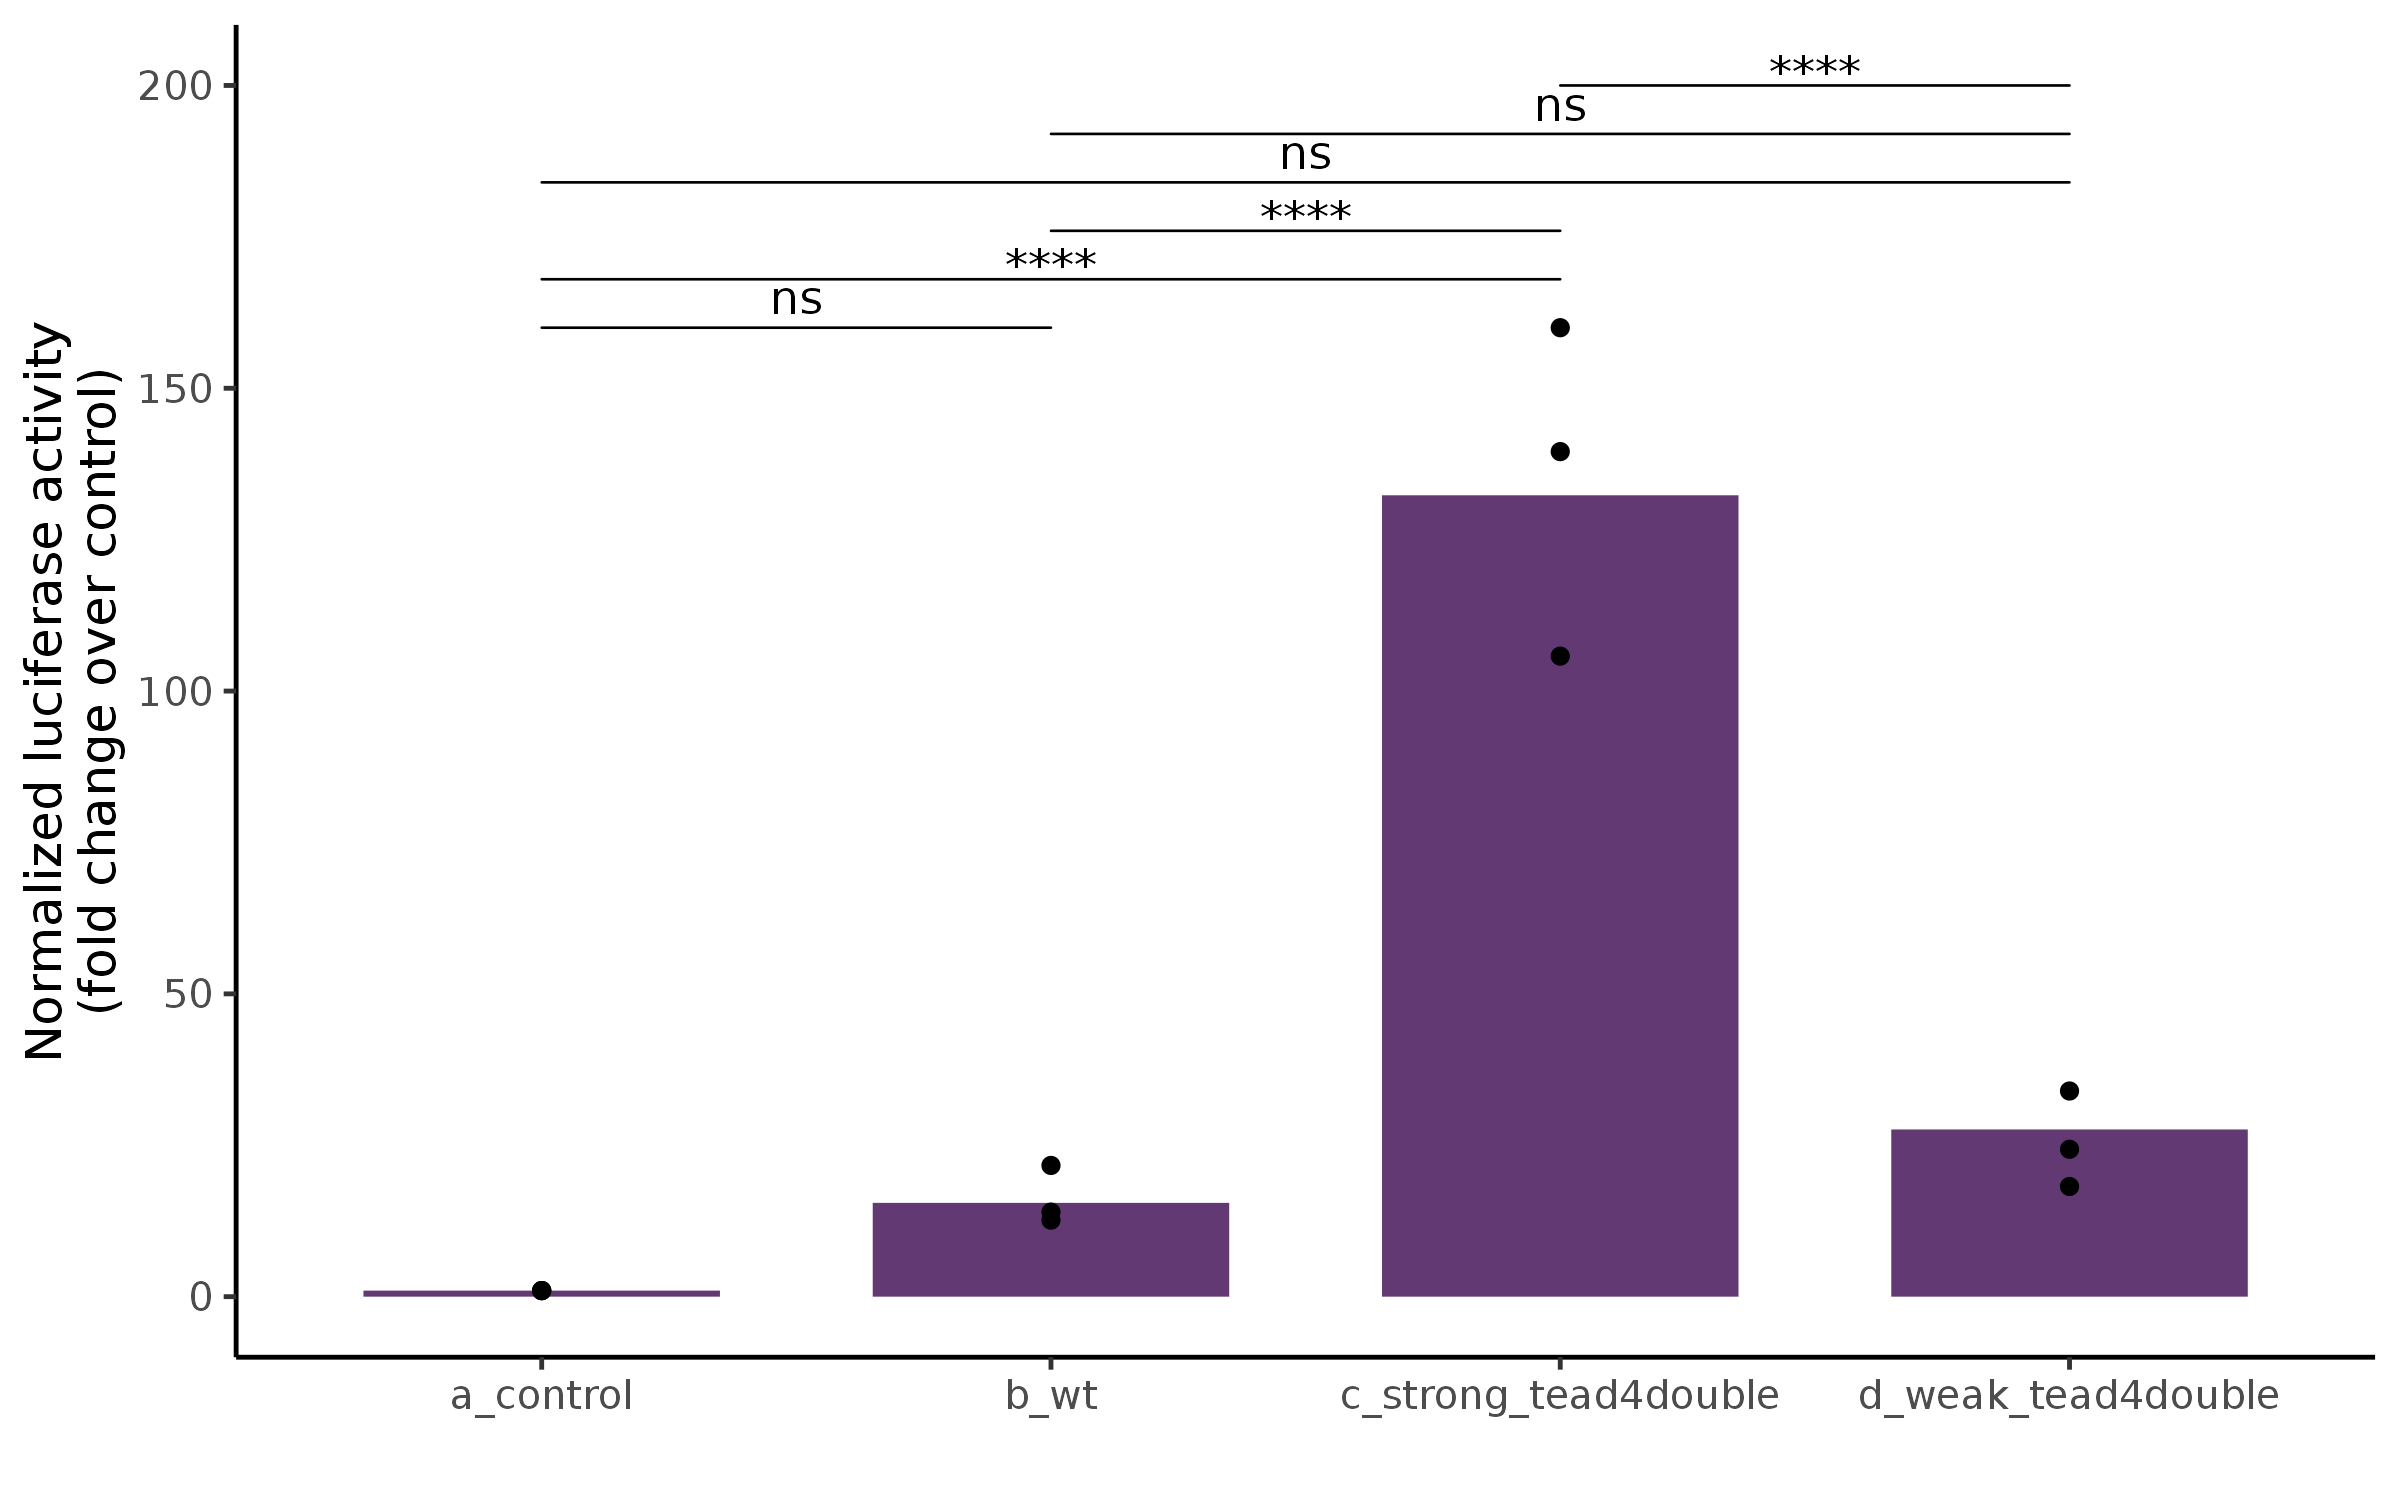 Normalized luciferase activity
(fold change over control)
200
150
100
50
0
****
ns
ns
****
****
ns
a_control
b_wt
c_strong_tead4double
d_weak_tead4double